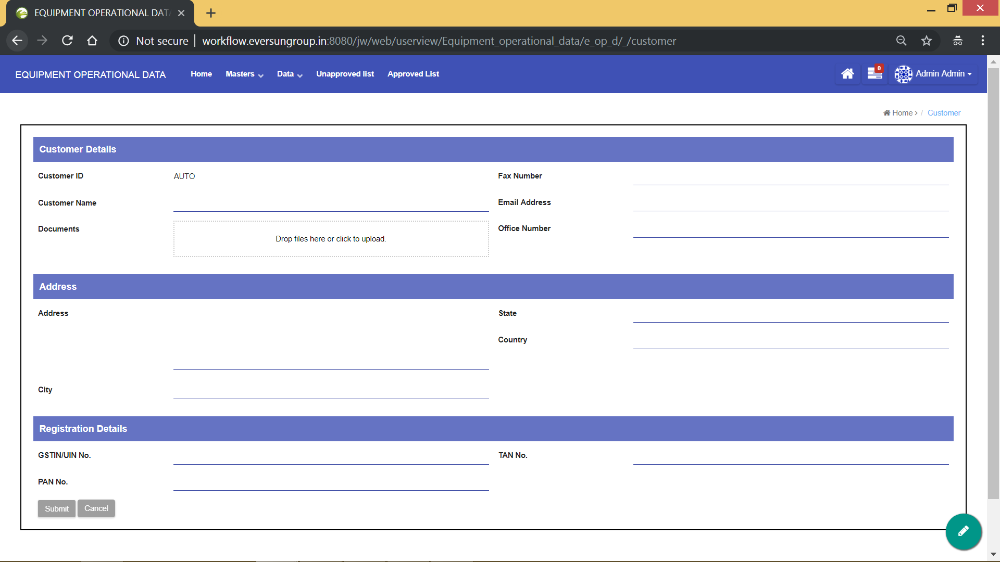 EQUIPMENT OPERATIONAL DAT
Not secure workflow.eversungroup.in:8080/jw/web/userview/Equipment_operational_data/e_op_d/_/customer
EQUIPMENT OPERATIONAL DATA Home Masters Data Unapproved list Approved List 0 Admin Admin
Home > / Customer
Customer Details
Customer ID AUTO Fax Number
Customer Name Email Address
Documents Drop files here or click to upload. Office Number
Address
Address State
Country
City
Registration Details
GSTIN/UIN No. TAN No.
PAN No.
Submit Cancel